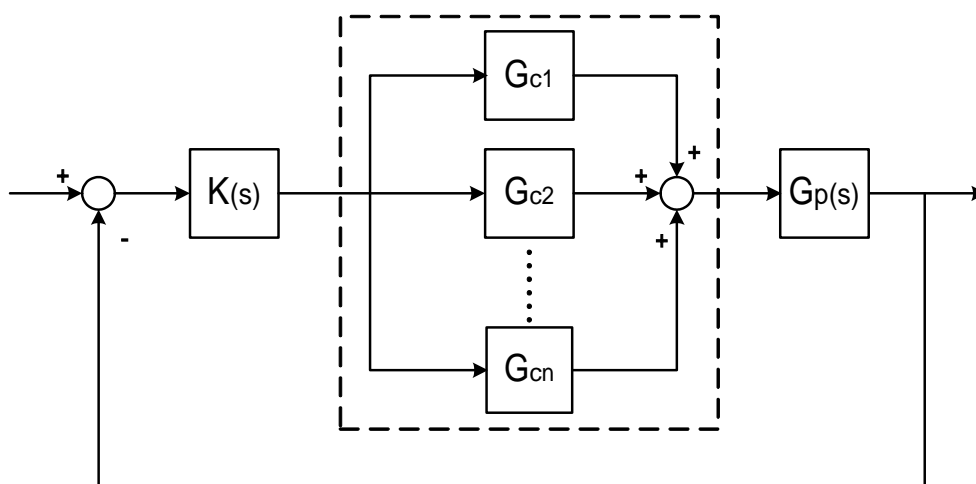 Gc1
+
+
K(s)
Gc2
+
Gp(s)
-
+
Gcn